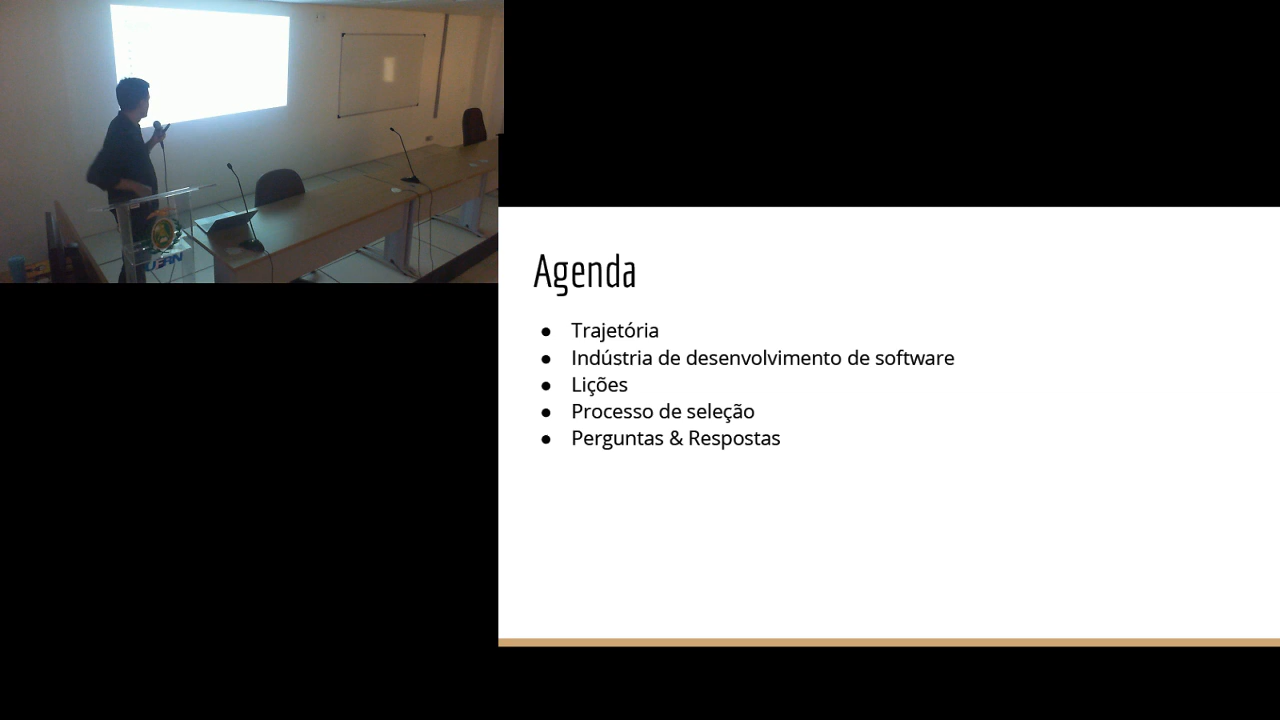 Agenda
● Trajetória
● Indústria de desenvolvimento de software
● Lições
● Processo de seleção
● Perguntas & Respostas